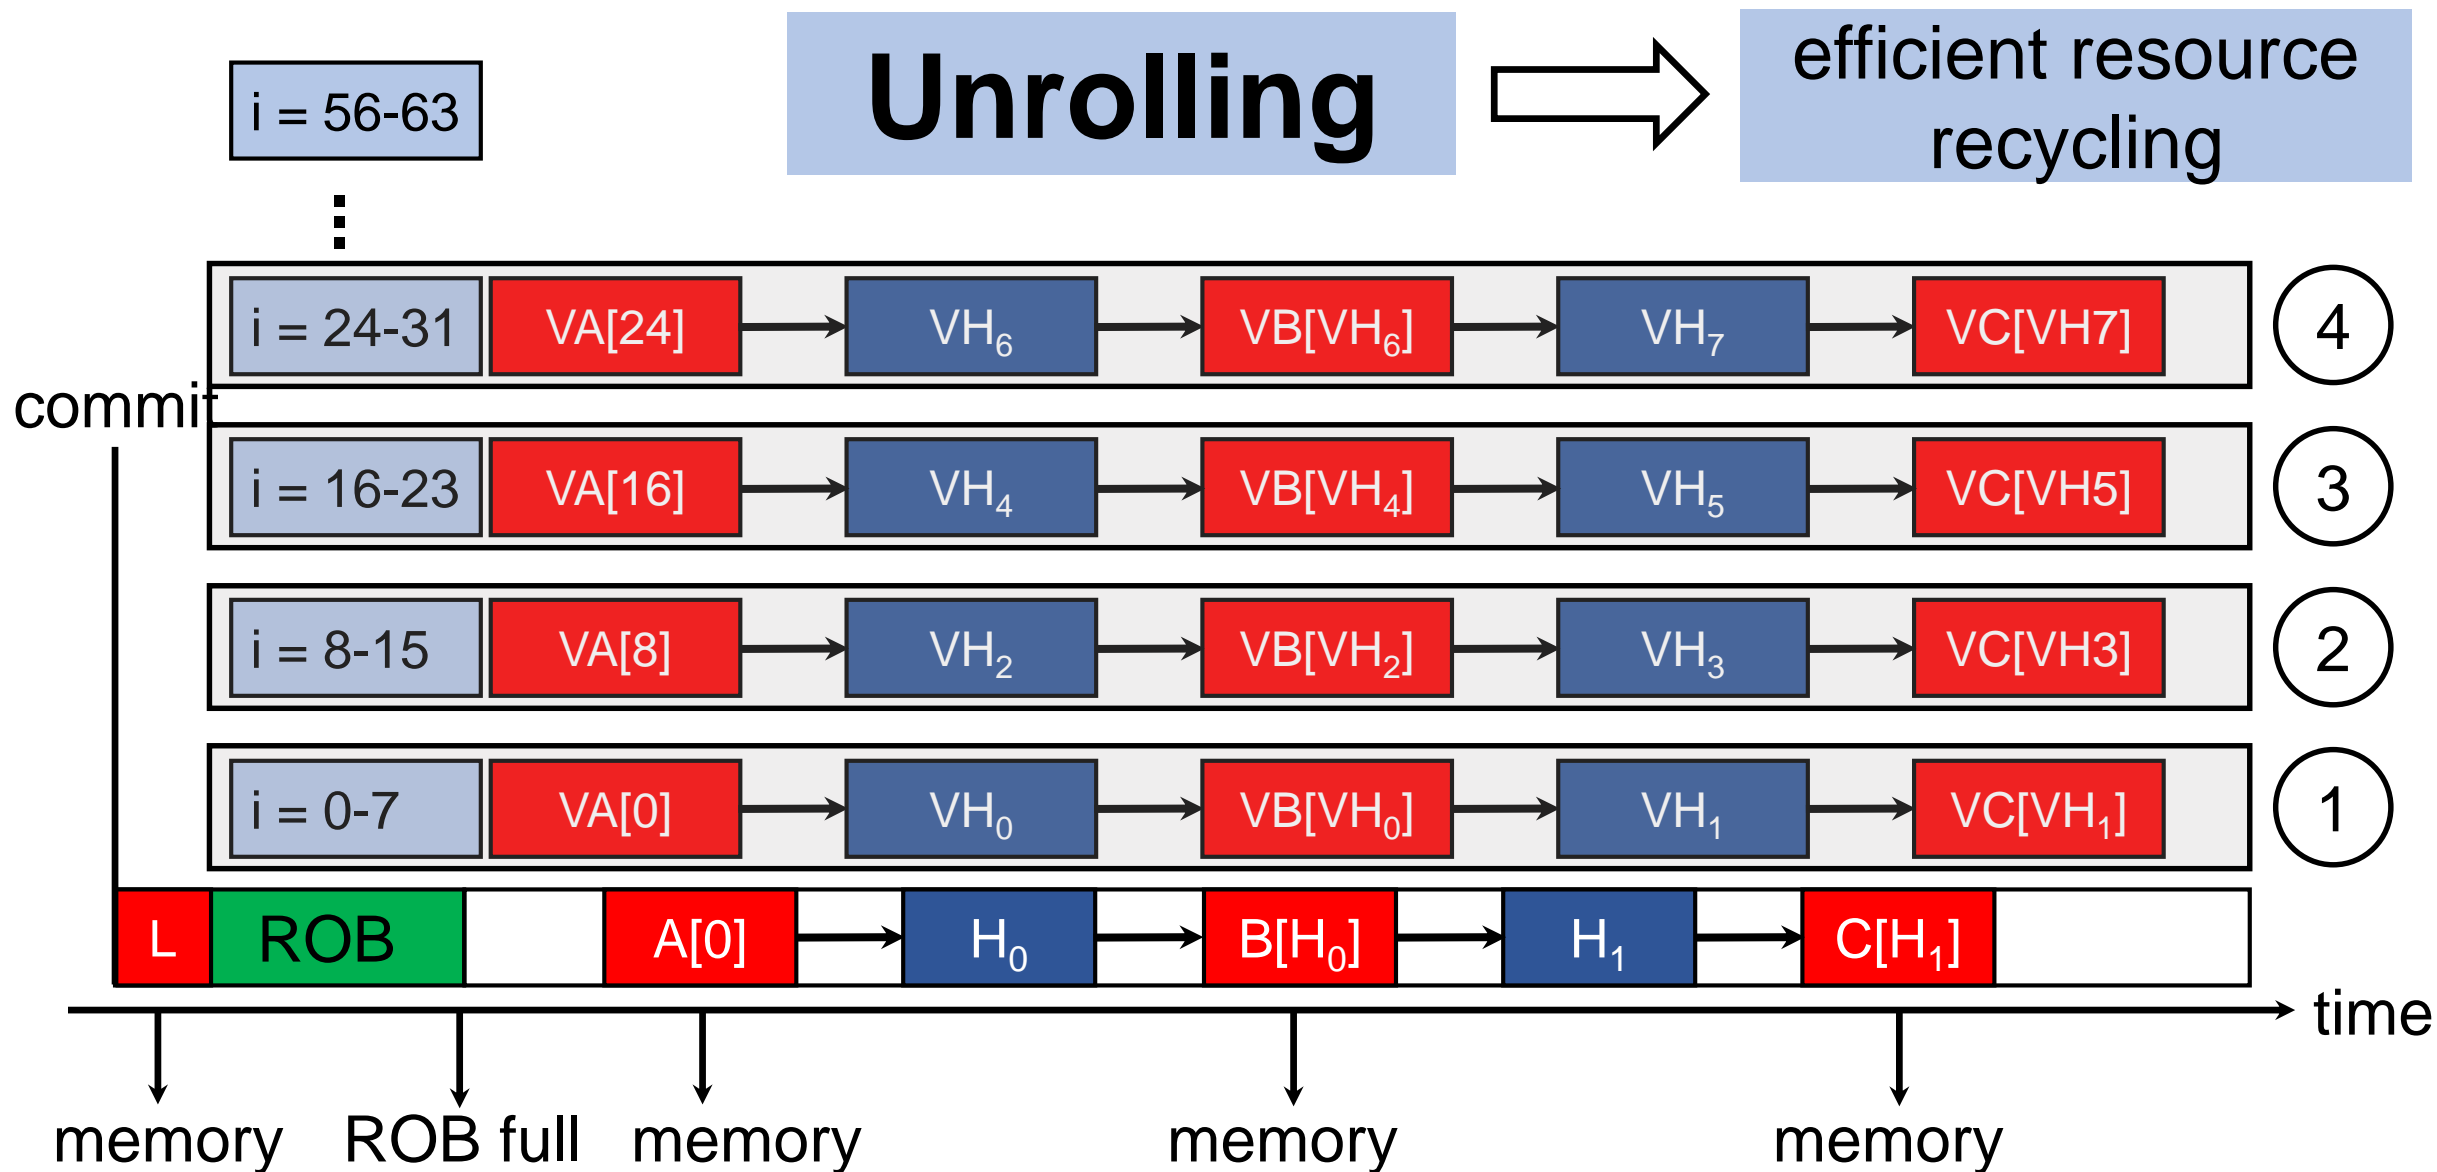 Unrolling
efficient resource
recycling
i = 56-63
i = 24-31 VA[24] VH₆ VB[VH₆] VH₇ VC[VH7] 4
commit
i = 16-23 VA[16] VH₄ VB[VH₄] VH₅ VC[VH5] 3
i = 8-15 VA[8] VH₂ VB[VH₂] VH₃ VC[VH3] 2
i = 0-7 VA[0] VH₀ VB[VH₀] VH₁ VC[VH₁] 1
L ROB A[0] H₀ B[H₀] H₁ C[H₁]
time
memory ROB full memory memory memory